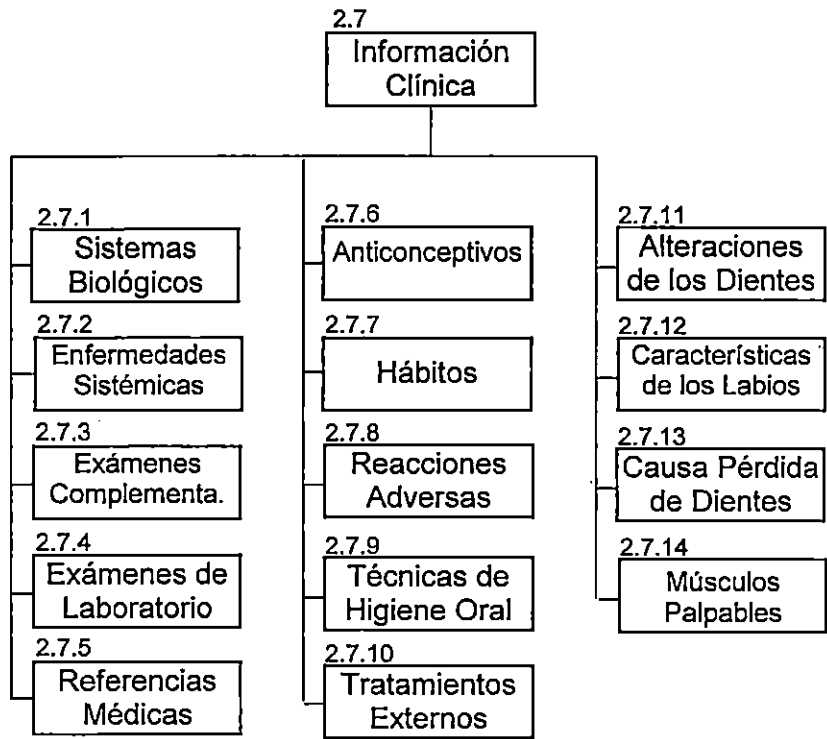 2.7
Información
Clínica
2.7.1
Sistemas
Biológicos
2.7.2
Enfermedades
Sistémicas
2.7.3
Exámenes
Complementa.
2.7.4
Exámenes de
Laboratorio
2.7.5
Referencias
Médicas
2.7.6
Anticonceptivos
2.7.7
Hábitos
2.7.8
Reacciones
Adversas
2.7.9
Técnicas de
Higiene Oral
2.7.10
Tratamientos
Externos
2.7.11
Alteraciones
de los Dientes
2.7.12
Características
de los Labios
2.7.13
Causa Pérdida
de Dientes
2.7.14
Músculos
Palpables